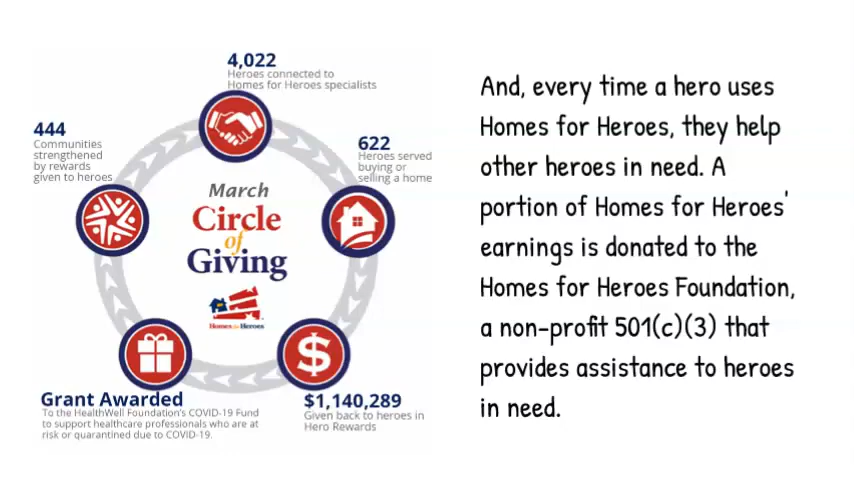 4,022
Heroes connected to
Homes for Heroes specialists
444
Communities
strengthened
by rewards
given to heroes
622
Heroes served
buying or
selling a home
March
Circle
of
Giving
Homes for Heroes
Grant Awarded
To the HealthWell Foundation's COVID-19 Fund
to support healthcare professionals who are at
risk or quarantined due to COVID-19.
$1,140,289
Given back to heroes in
Hero Rewards
And, every time a hero uses
Homes for Heroes, they help
other heroes in need. A
portion of Homes for Heroes'
earnings is donated to the
Homes for Heroes Foundation,
a non-profit 501(c)(3) that
provides assistance to heroes
in need.